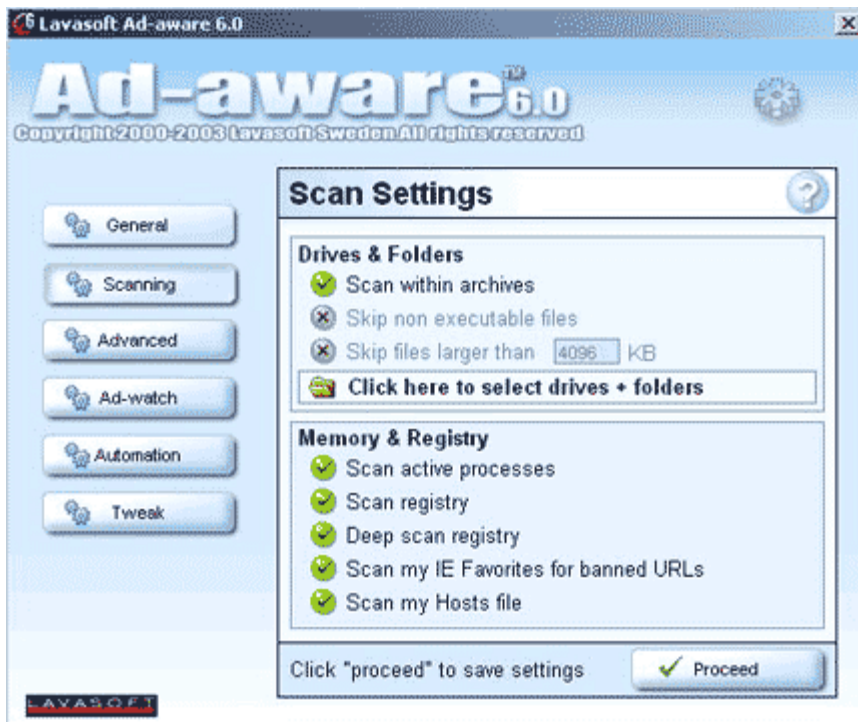 Lavasoft Ad-aware 6.0
Ad-aware™ 6.0
Copyright 2000-2003 Lavasoft Sweden.All rights reserved
General
Scanning
Advanced
Ad-watch
Automation
Tweak
Scan Settings
?
Drives & Folders
Scan within archives
Skip non executable files
Skip files larger than 4096 KB
Click here to select drives + folders
Memory & Registry
Scan active processes
Scan registry
Deep scan registry
Scan my IE Favorites for banned URLs
Scan my Hosts file
Click "proceed" to save settings
Proceed
LAVASOFT